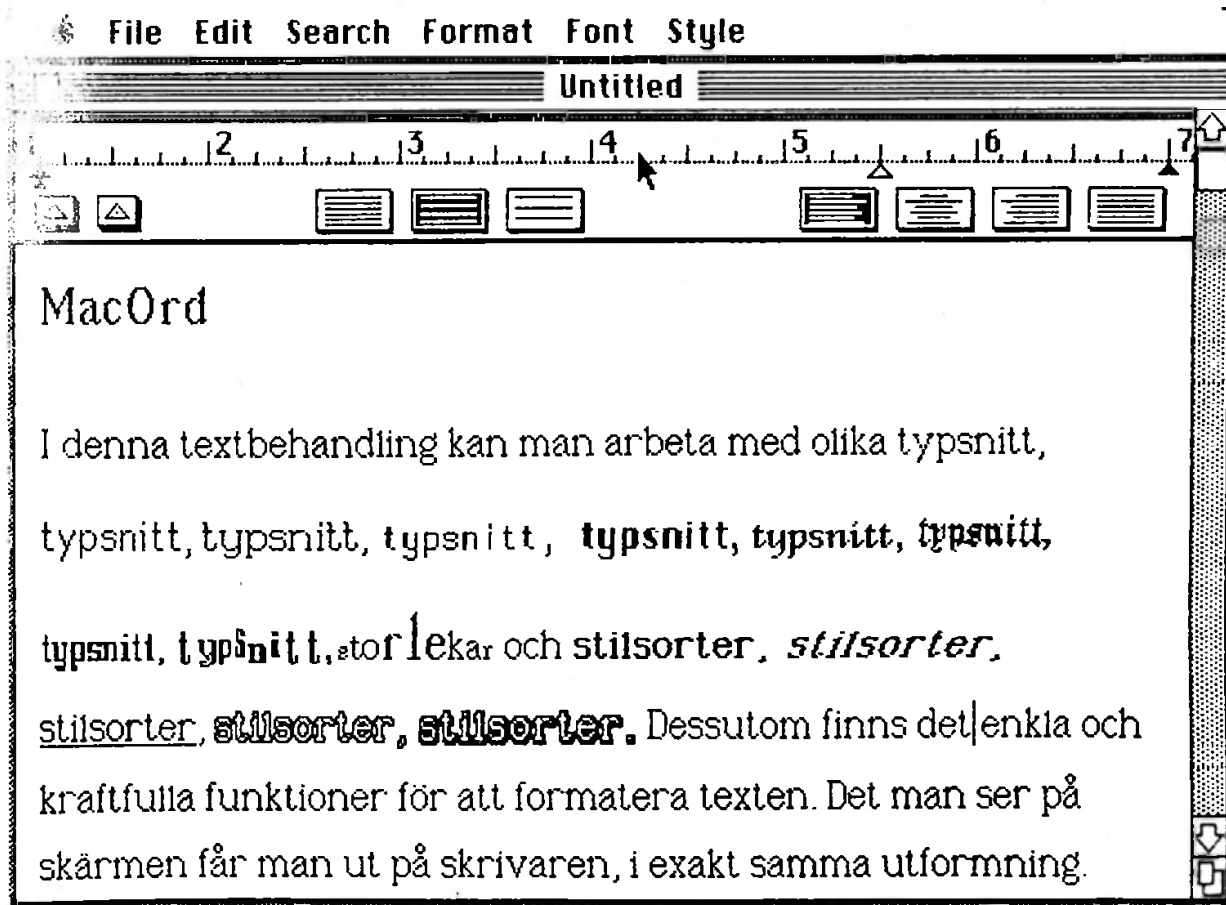 File Edit Search Format Font Style
Untitled
2 3 4 5 6 7
MacOrd
I denna textbehandling kan man arbeta med olika typsnitt,
typsnitt, typsnitt, typsnitt, typsnitt, typsnitt, typsnitt,
typsnitt, typsnitt, storlekar och stilsorter, stilsorter,
stilsorter, stilsorter, stilsorter. Dessutom finns det enkla och
kraftfulla funktioner för att formatera texten. Det man ser på
skärmen får man ut på skrivaren, i exakt samma utformning.